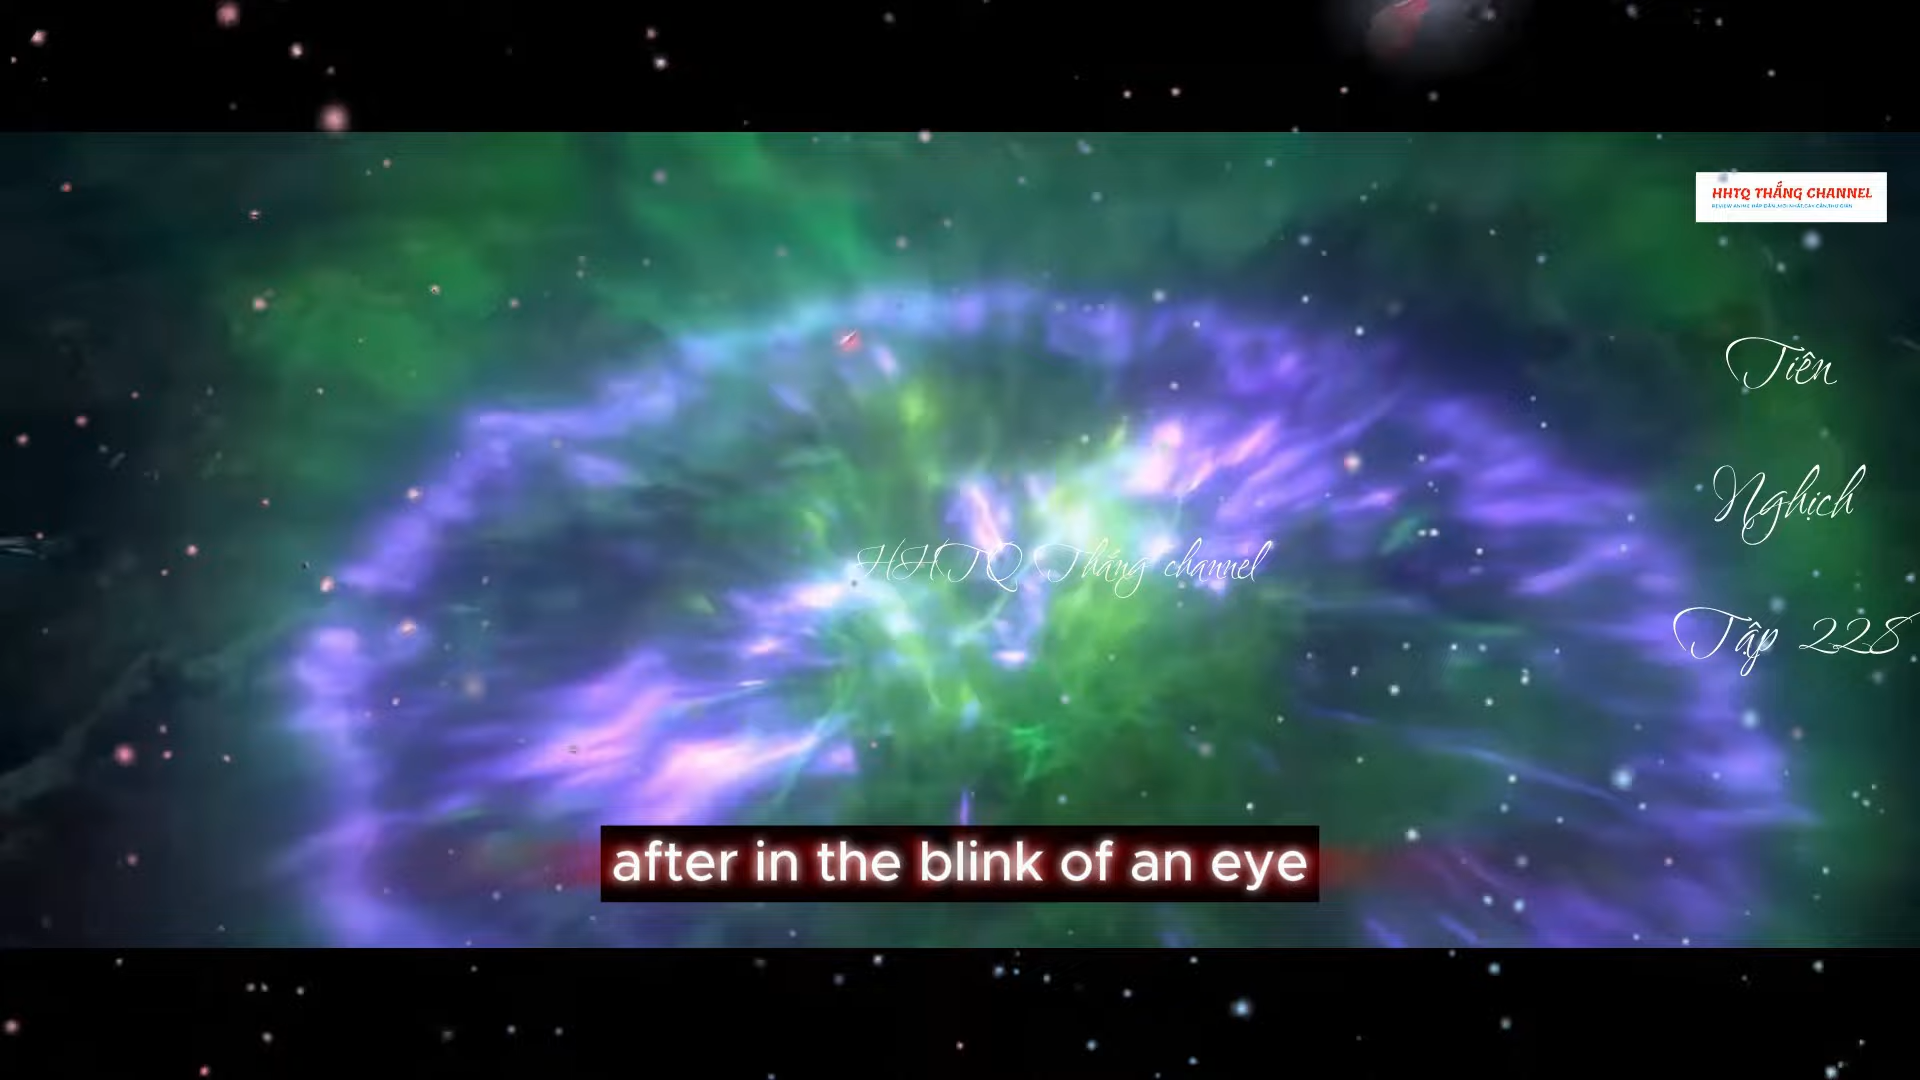 HHTQ THẮNG CHANNEL
Tiên
Nghịch
HHTQ Thắng channel
Tập 228
after in the blink of an eye